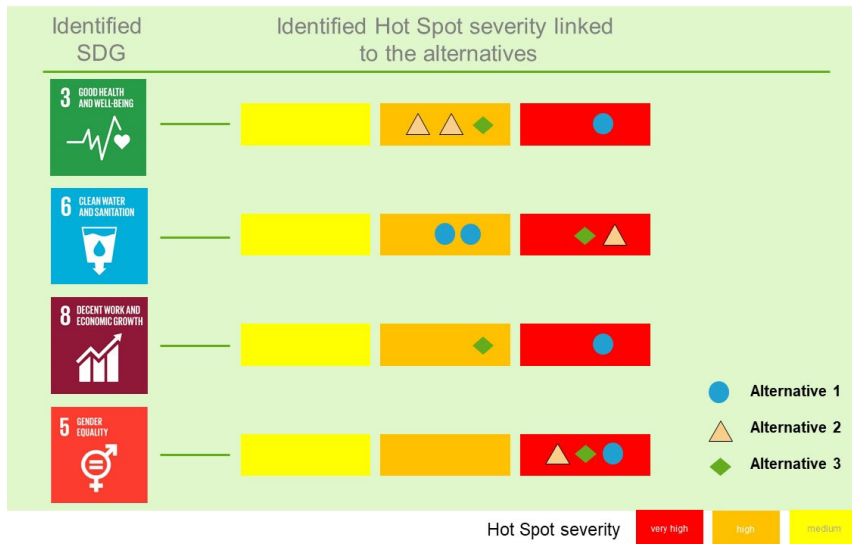 Identified
SDG
Identified Hot Spot severity linked
to the alternatives
3 GOOD HEALTH
AND WELL-BEING
6 CLEAN WATER
AND SANITATION
8 DECENT WORK AND
ECONOMIC GROWTH
5 GENDER
EQUALITY
Alternative 1
Alternative 2
Alternative 3
Hot Spot severity
very high
high
medium